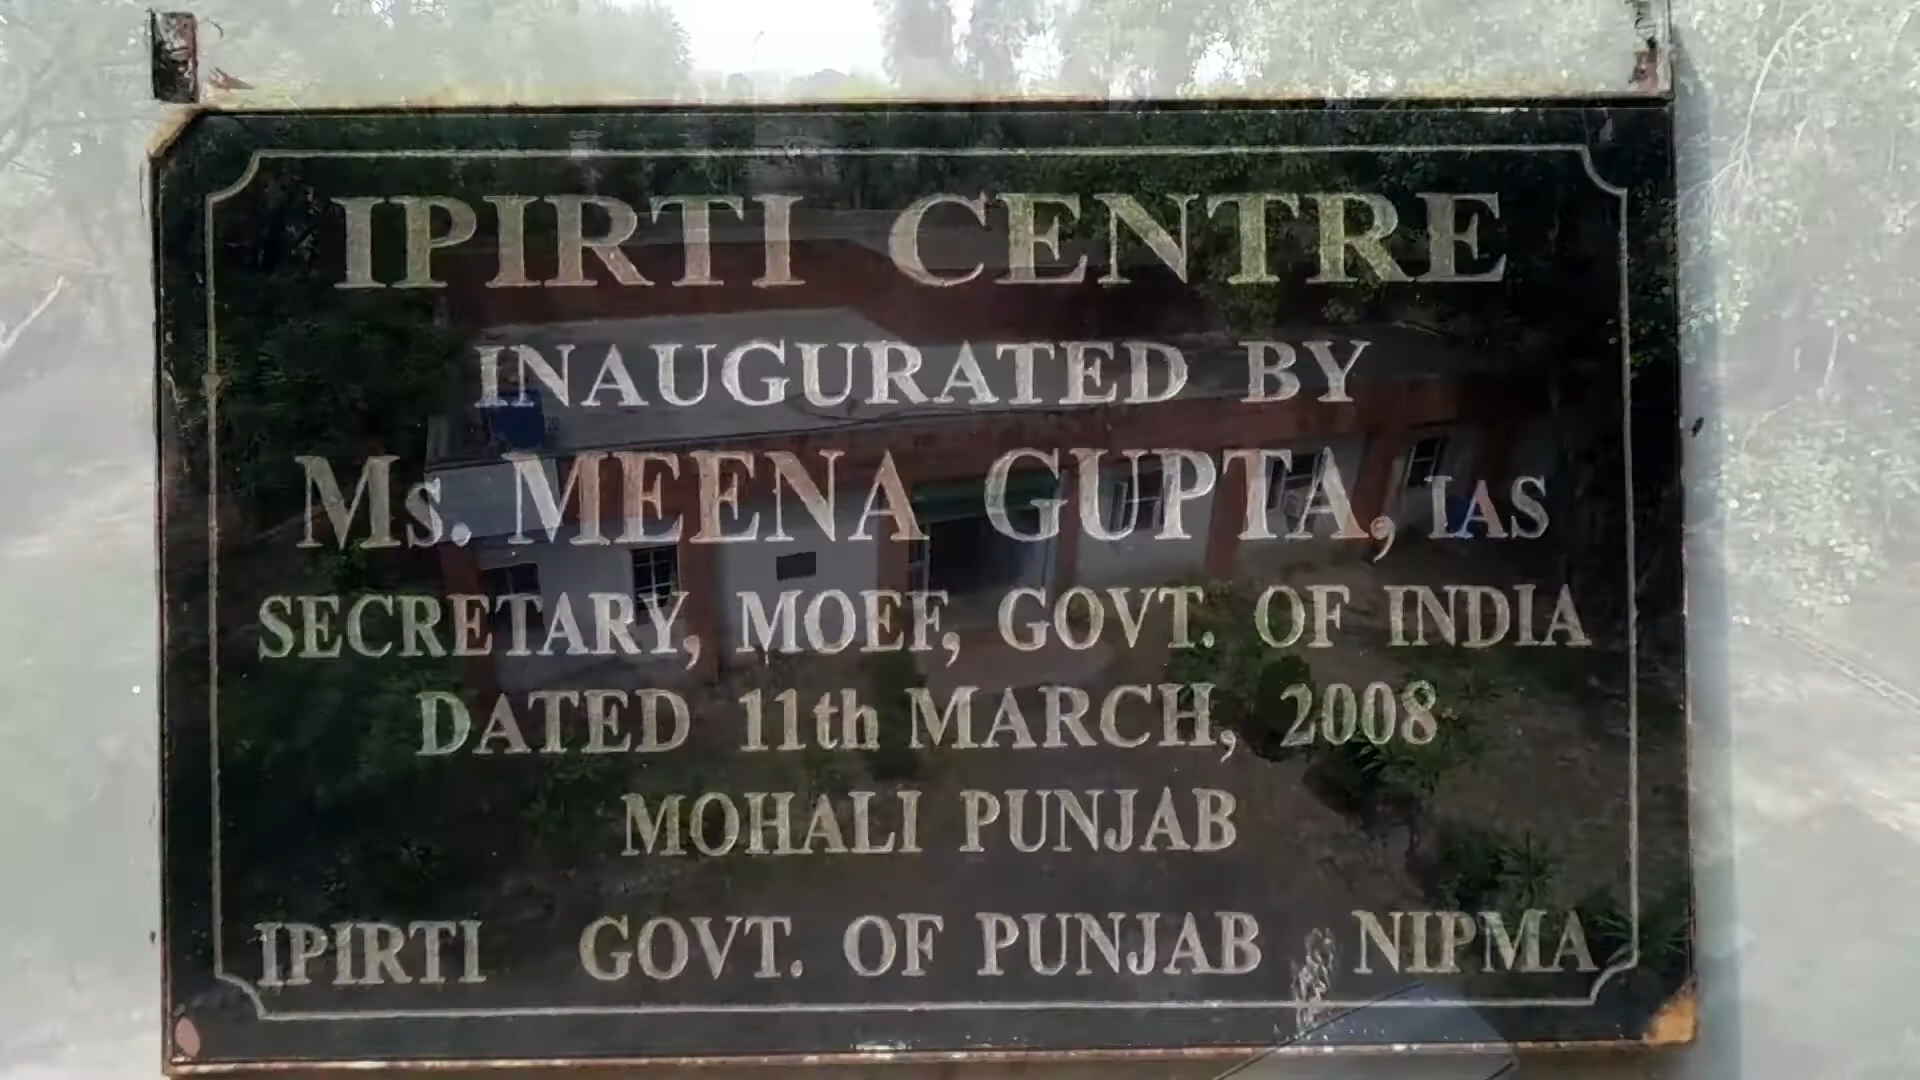 IPIRTI CENTRE
INAUGURATED BY
Ms. MEENA GUPTA, IAS
SECRETARY, MOEF, GOVT. OF INDIA
DATED 11th MARCH, 2008
MOHALI PUNJAB
IPIRTI GOVT. OF PUNJAB NIPMA